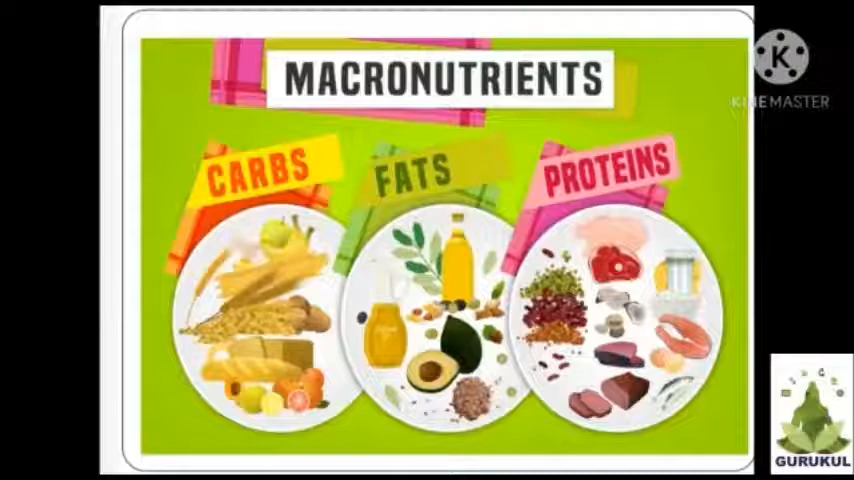 MACRONUTRIENTS
CARBS
FATS
PROTEINS
K
KINEMASTER
GURUKUL